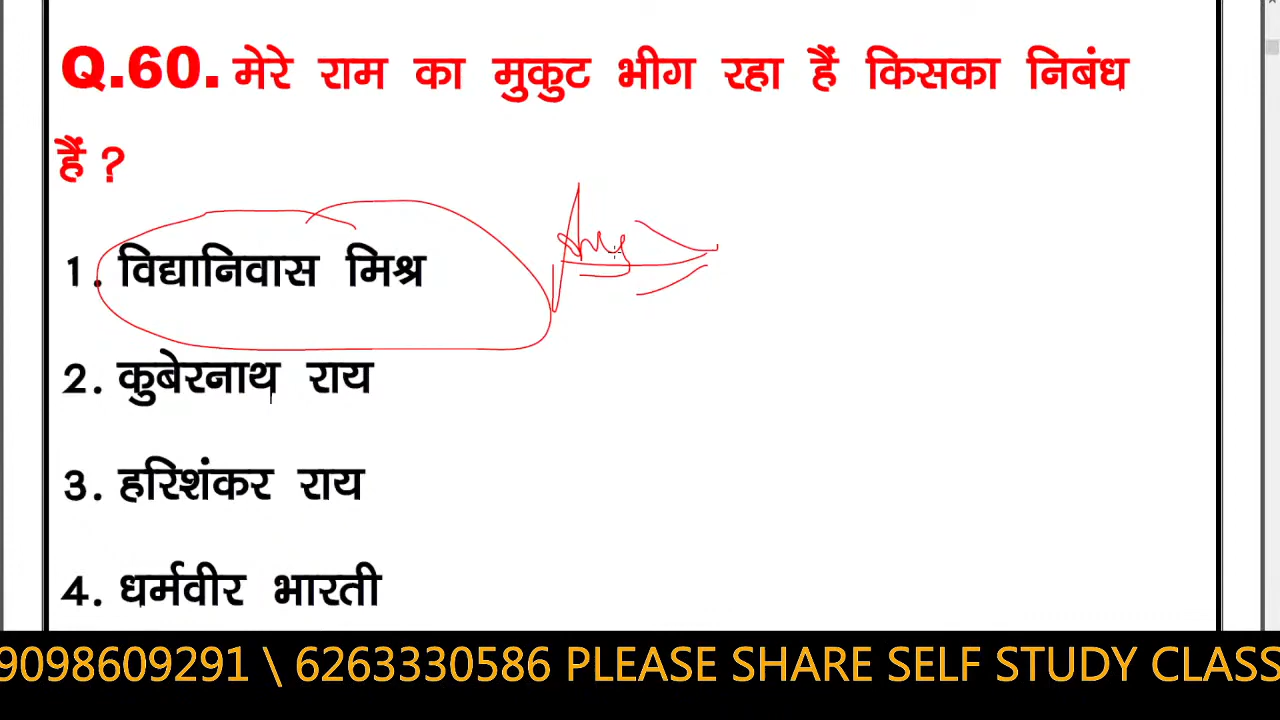 Q.60. मेरे राम का मुकुट भीग रहा हैं किसका निबंध
हैं ?
1. विद्यानिवास मिश्र
Ans
2. कुबेरनाथ राय
3. हरिशंकर राय
4. धर्मवीर भारती
9098609291 \ 6263330586 PLEASE SHARE SELF STUDY CLASS